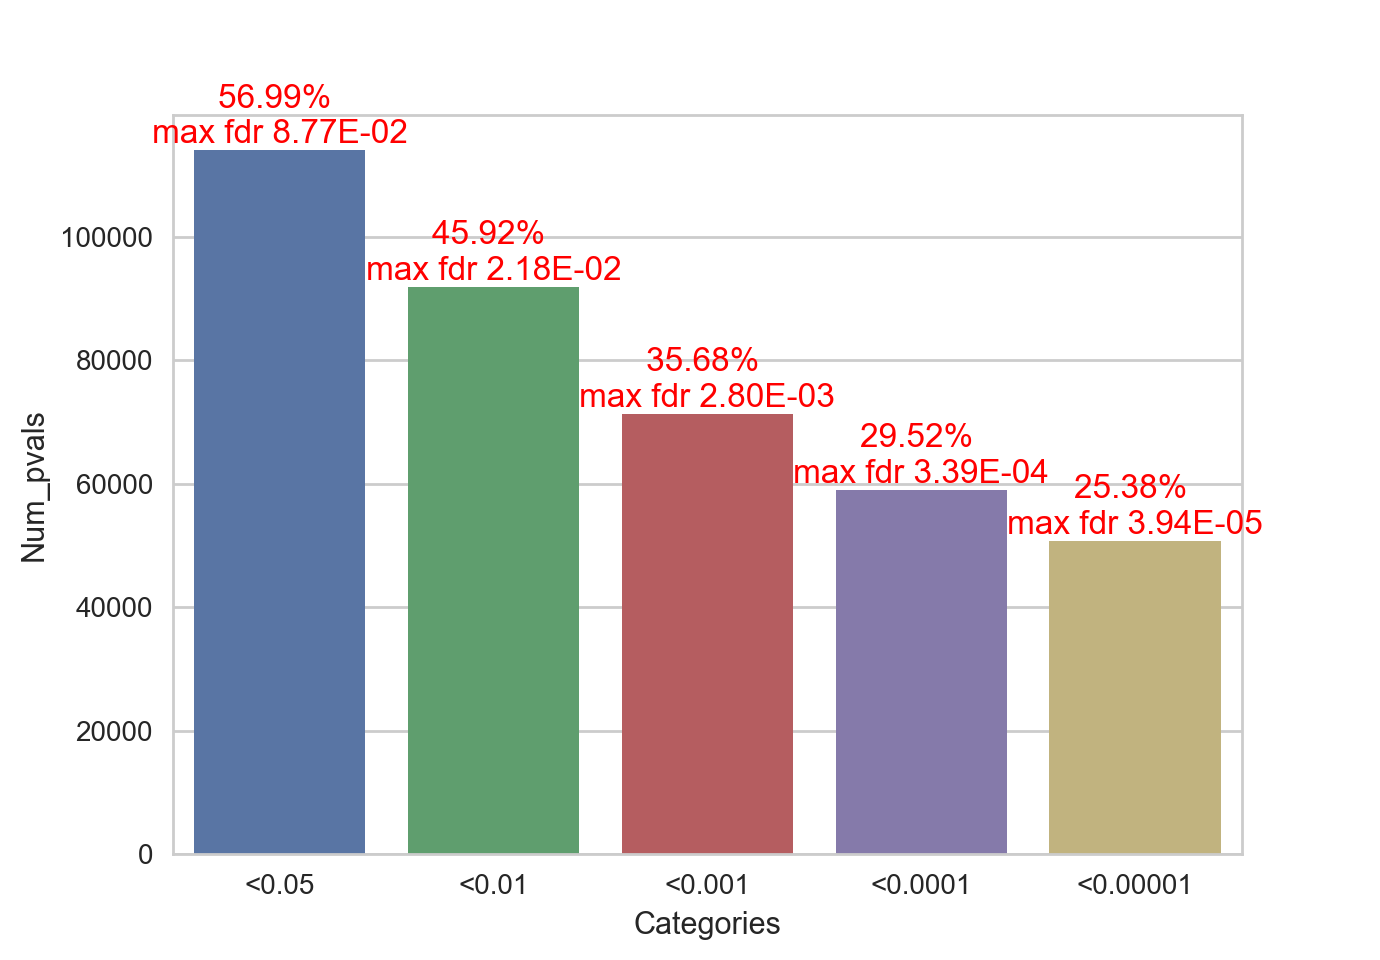 56.99%
max fdr 8.77E-02
45.92%
max fdr 2.18E-02
35.68%
max fdr 2.80E-03
29.52%
max fdr 3.39E-04
25.38%
max fdr 3.94E-05
100000
80000
60000
40000
20000
0
Num_pvals
<0.05
<0.01
<0.001
<0.0001
<0.00001
Categories